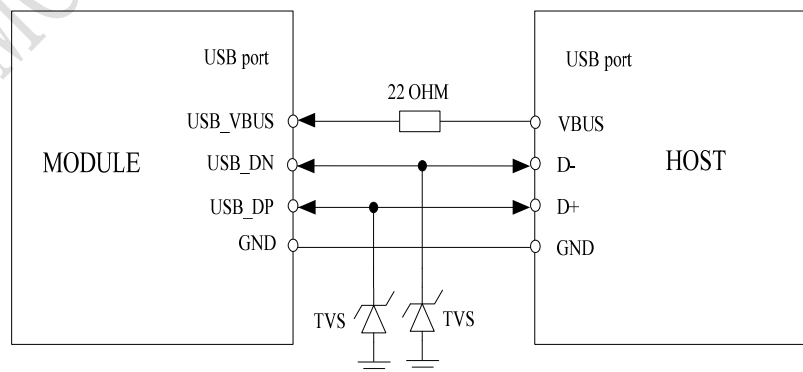 USB port
USB port
22 OHM
USB_VBUS
VBUS
MODULE
USB_DN
D-
HOST
USB_DP
D+
GND
GND
TVS
TVS